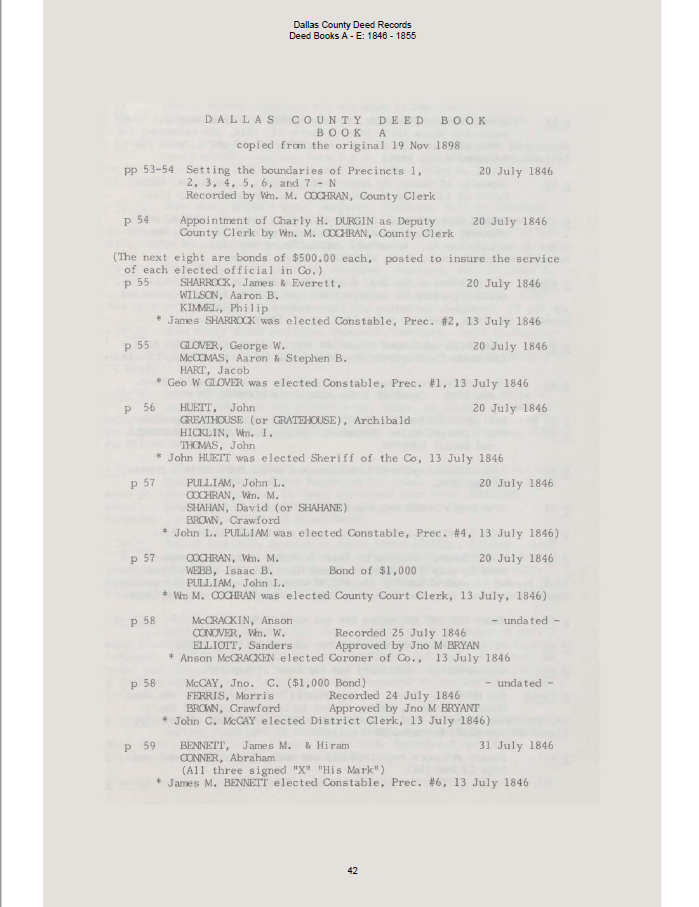 Dallas County Deed Records
Deed Books A - E: 1846 - 1855
DALLAS COUNTY DEED BOOK
BOOK A
copied from the original 19 Nov 1898
pp 53-54 Setting the boundaries of Precincts 1, 20 July 1846
2, 3, 4, 5, 6, and 7 - N
Recorded by Wm. M. COCHRAN, County Clerk
p 54 Appointment of Charly H. DURGIN as Deputy 20 July 1846
County Clerk by Wm. M. COCHRAN, County Clerk
(The next eight are bonds of $500.00 each, posted to insure the service
of each elected official in Co.)
p 55 SHARROCK, James & Everett, 20 July 1846
WILSON, Aaron B.
KIMMEL, Philip
* James SHARROCK was elected Constable, Prec. #2, 13 July 1846
p 55 GLOVER, George W. 20 July 1846
McCOMAS, Aaron & Stephen B.
HART, Jacob
* Geo W GLOVER was elected Constable, Prec. #1, 13 July 1846
p 56 HUETT, John 20 July 1846
GREATHOUSE (or GRATEHOUSE), Archibald
HICKLIN, Wm. I.
THOMAS, John
* John HUETT was elected Sheriff of the Co, 13 July 1846
p 57 PULLIAM, John L. 20 July 1846
COCHRAN, Wm. M.
SHAHAN, David (or SHAHANE)
BROWN, Crawford
* John L. PULLIAM was elected Constable, Prec. #4, 13 July 1846)
p 57 COCHRAN, Wm. M. 20 July 1846
WEBB, Isaac B. Bond of $1,000
PULLIAM, John L.
* Wm M. COCHRAN was elected County Court Clerk, 13 July, 1846)
p 58 McCRACKIN, Anson - undated -
CONOVER, Wm. W. Recorded 25 July 1846
ELLIOTT, Sanders Approved by Jno M BRYAN
* Anson McCRACKEN elected Coroner of Co., 13 July 1846
p 58 McCAY, Jno. C. ($1,000 Bond) - undated -
FERRIS, Morris Recorded 24 July 1846
BROWN, Crawford Approved by Jno M BRYANT
* John C. McCAY elected District Clerk, 13 July 1846)
p 59 BENNETT, James M. & Hiram 31 July 1846
CONNER, Abraham
(All three signed "X" "His Mark")
* James M. BENNETT elected Constable, Prec. #6, 13 July 1846
42